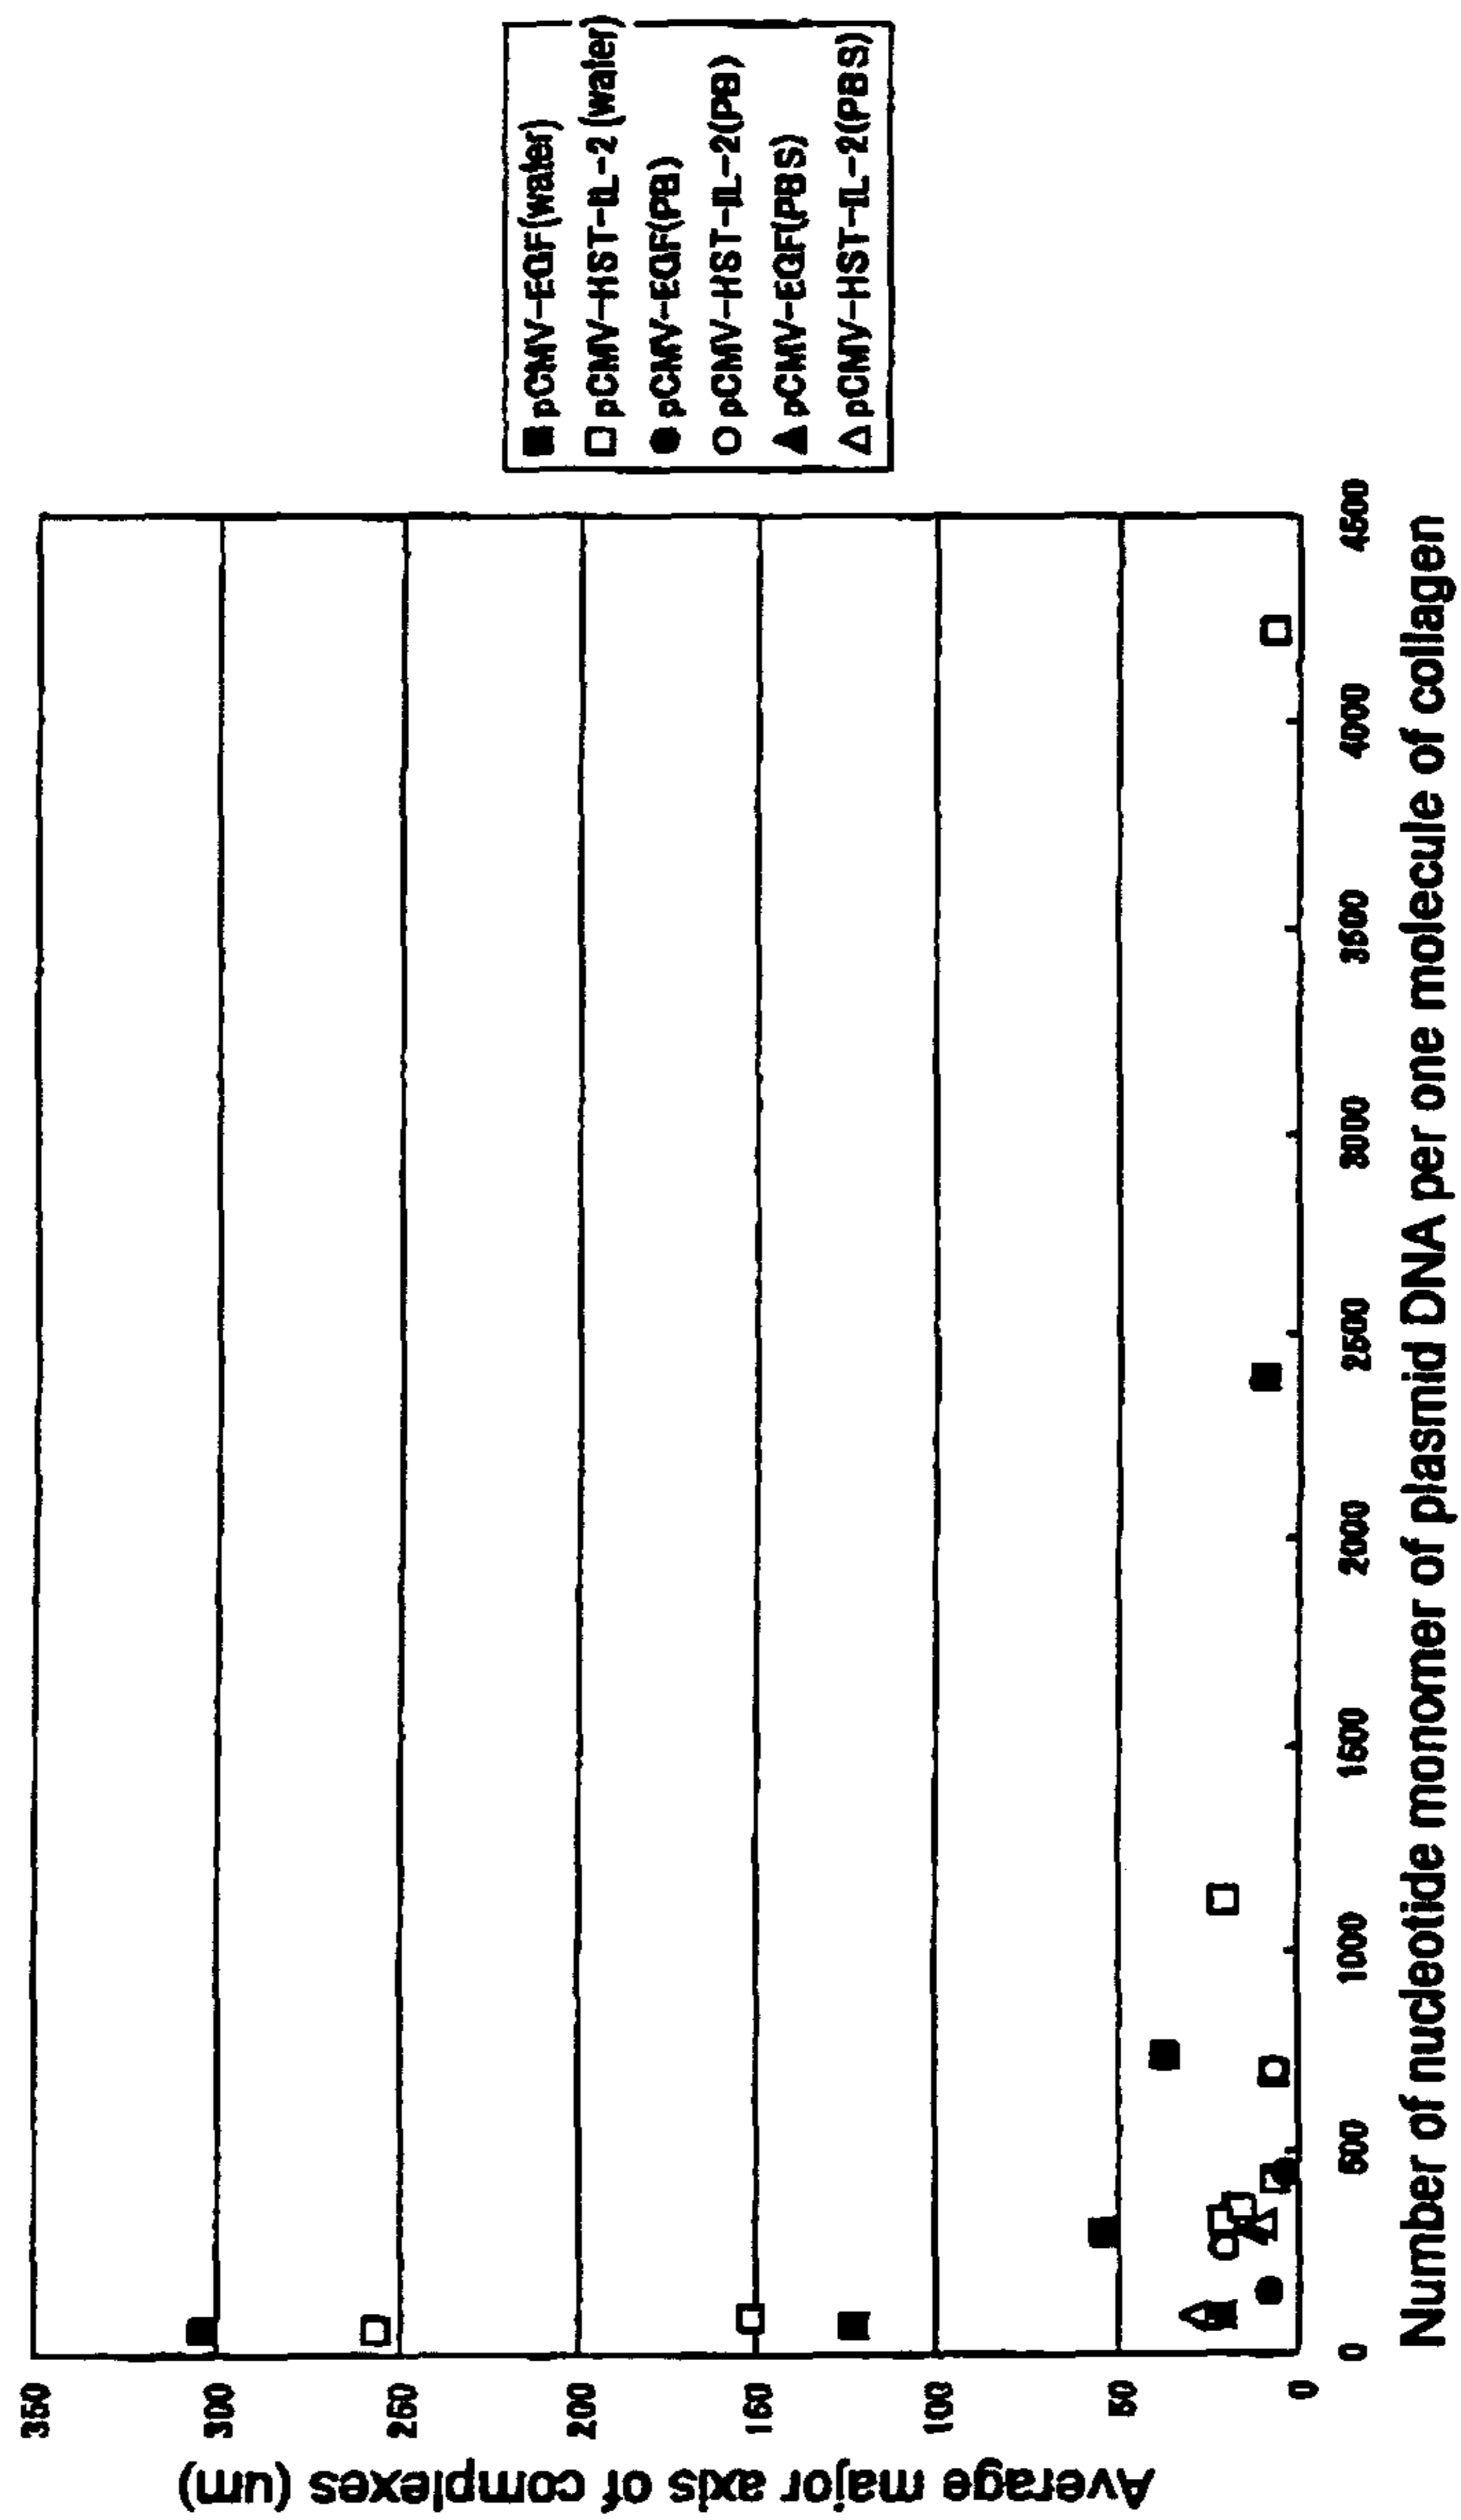 Average major axis of complexes (um)
350
300
250
200
150
100
50
0
0
500
1000
1500
2000
2500
3000
3500
4000
4500
Number of nucleotide monomer of plasmid DNA per one molecule of collagen
pCMV-EGF(water)
pCMV-HST-IL-2(water)
pCMV-EGF(PB)
pCMV-HST-IL-2(PB)
pCMV-EGF(PBS)
pCMV-HST-IL-2(PBS)